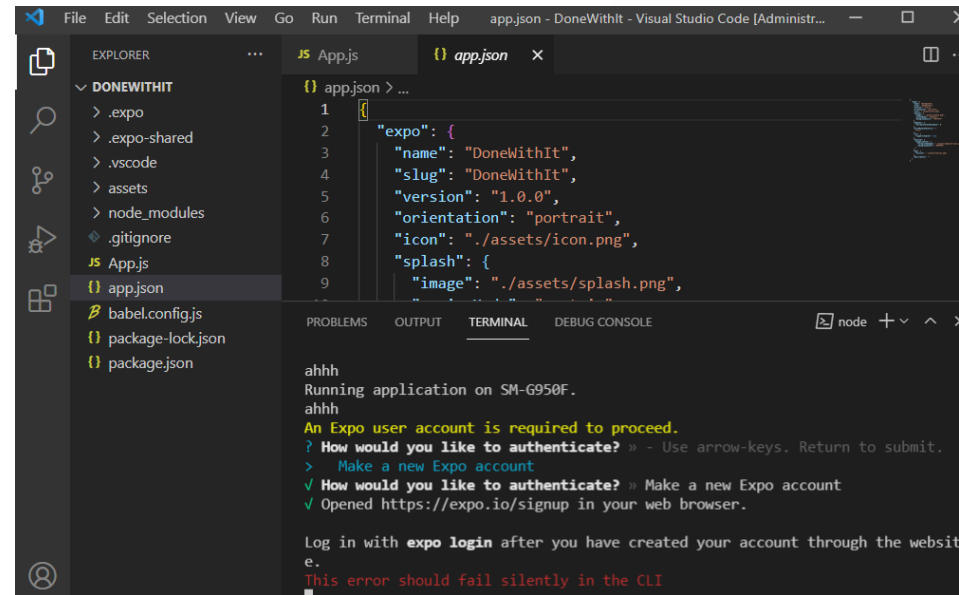 File Edit Selection View Go Run Terminal Help app.json - DoneWithIt - Visual Studio Code [Administr...
EXPLORER
DONEWITHIT
.expo
.expo-shared
.vscode
assets
node_modules
.gitignore
JS App.js
{} app.json
babel.config.js
{} package-lock.json
{} package.json
JS App.js {} app.json
{} app.json > ...
1 {
2 "expo": {
3 "name": "DoneWithIt",
4 "slug": "DoneWithIt",
5 "version": "1.0.0",
6 "orientation": "portrait",
7 "icon": "./assets/icon.png",
8 "splash": {
9 "image": "./assets/splash.png",
PROBLEMS OUTPUT TERMINAL DEBUG CONSOLE node
ahhh
Running application on SM-G950F.
ahhh
An Expo user account is required to proceed.
? How would you like to authenticate? » - Use arrow-keys. Return to submit.
> Make a new Expo account
√ How would you like to authenticate? » Make a new Expo account
√ Opened https://expo.io/signup in your web browser.
Log in with expo login after you have created your account through the websit
e.
This error should fail silently in the CLI